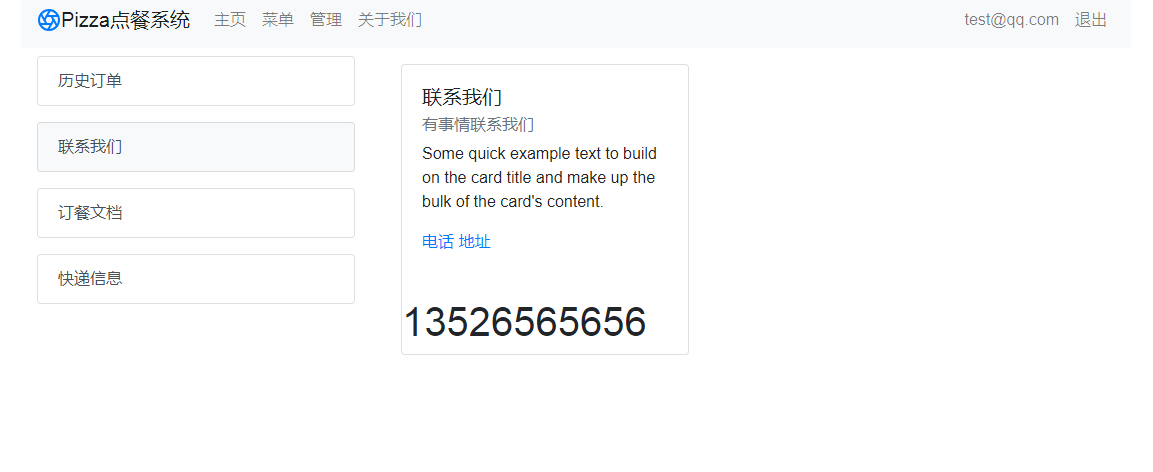 Pizza点餐系统 主页 菜单 管理 关于我们 test@qq.com 退出
历史订单
联系我们
订餐文档
快递信息
联系我们
有事情联系我们
Some quick example text to build
on the card title and make up the
bulk of the card's content.
电话 地址
13526565656